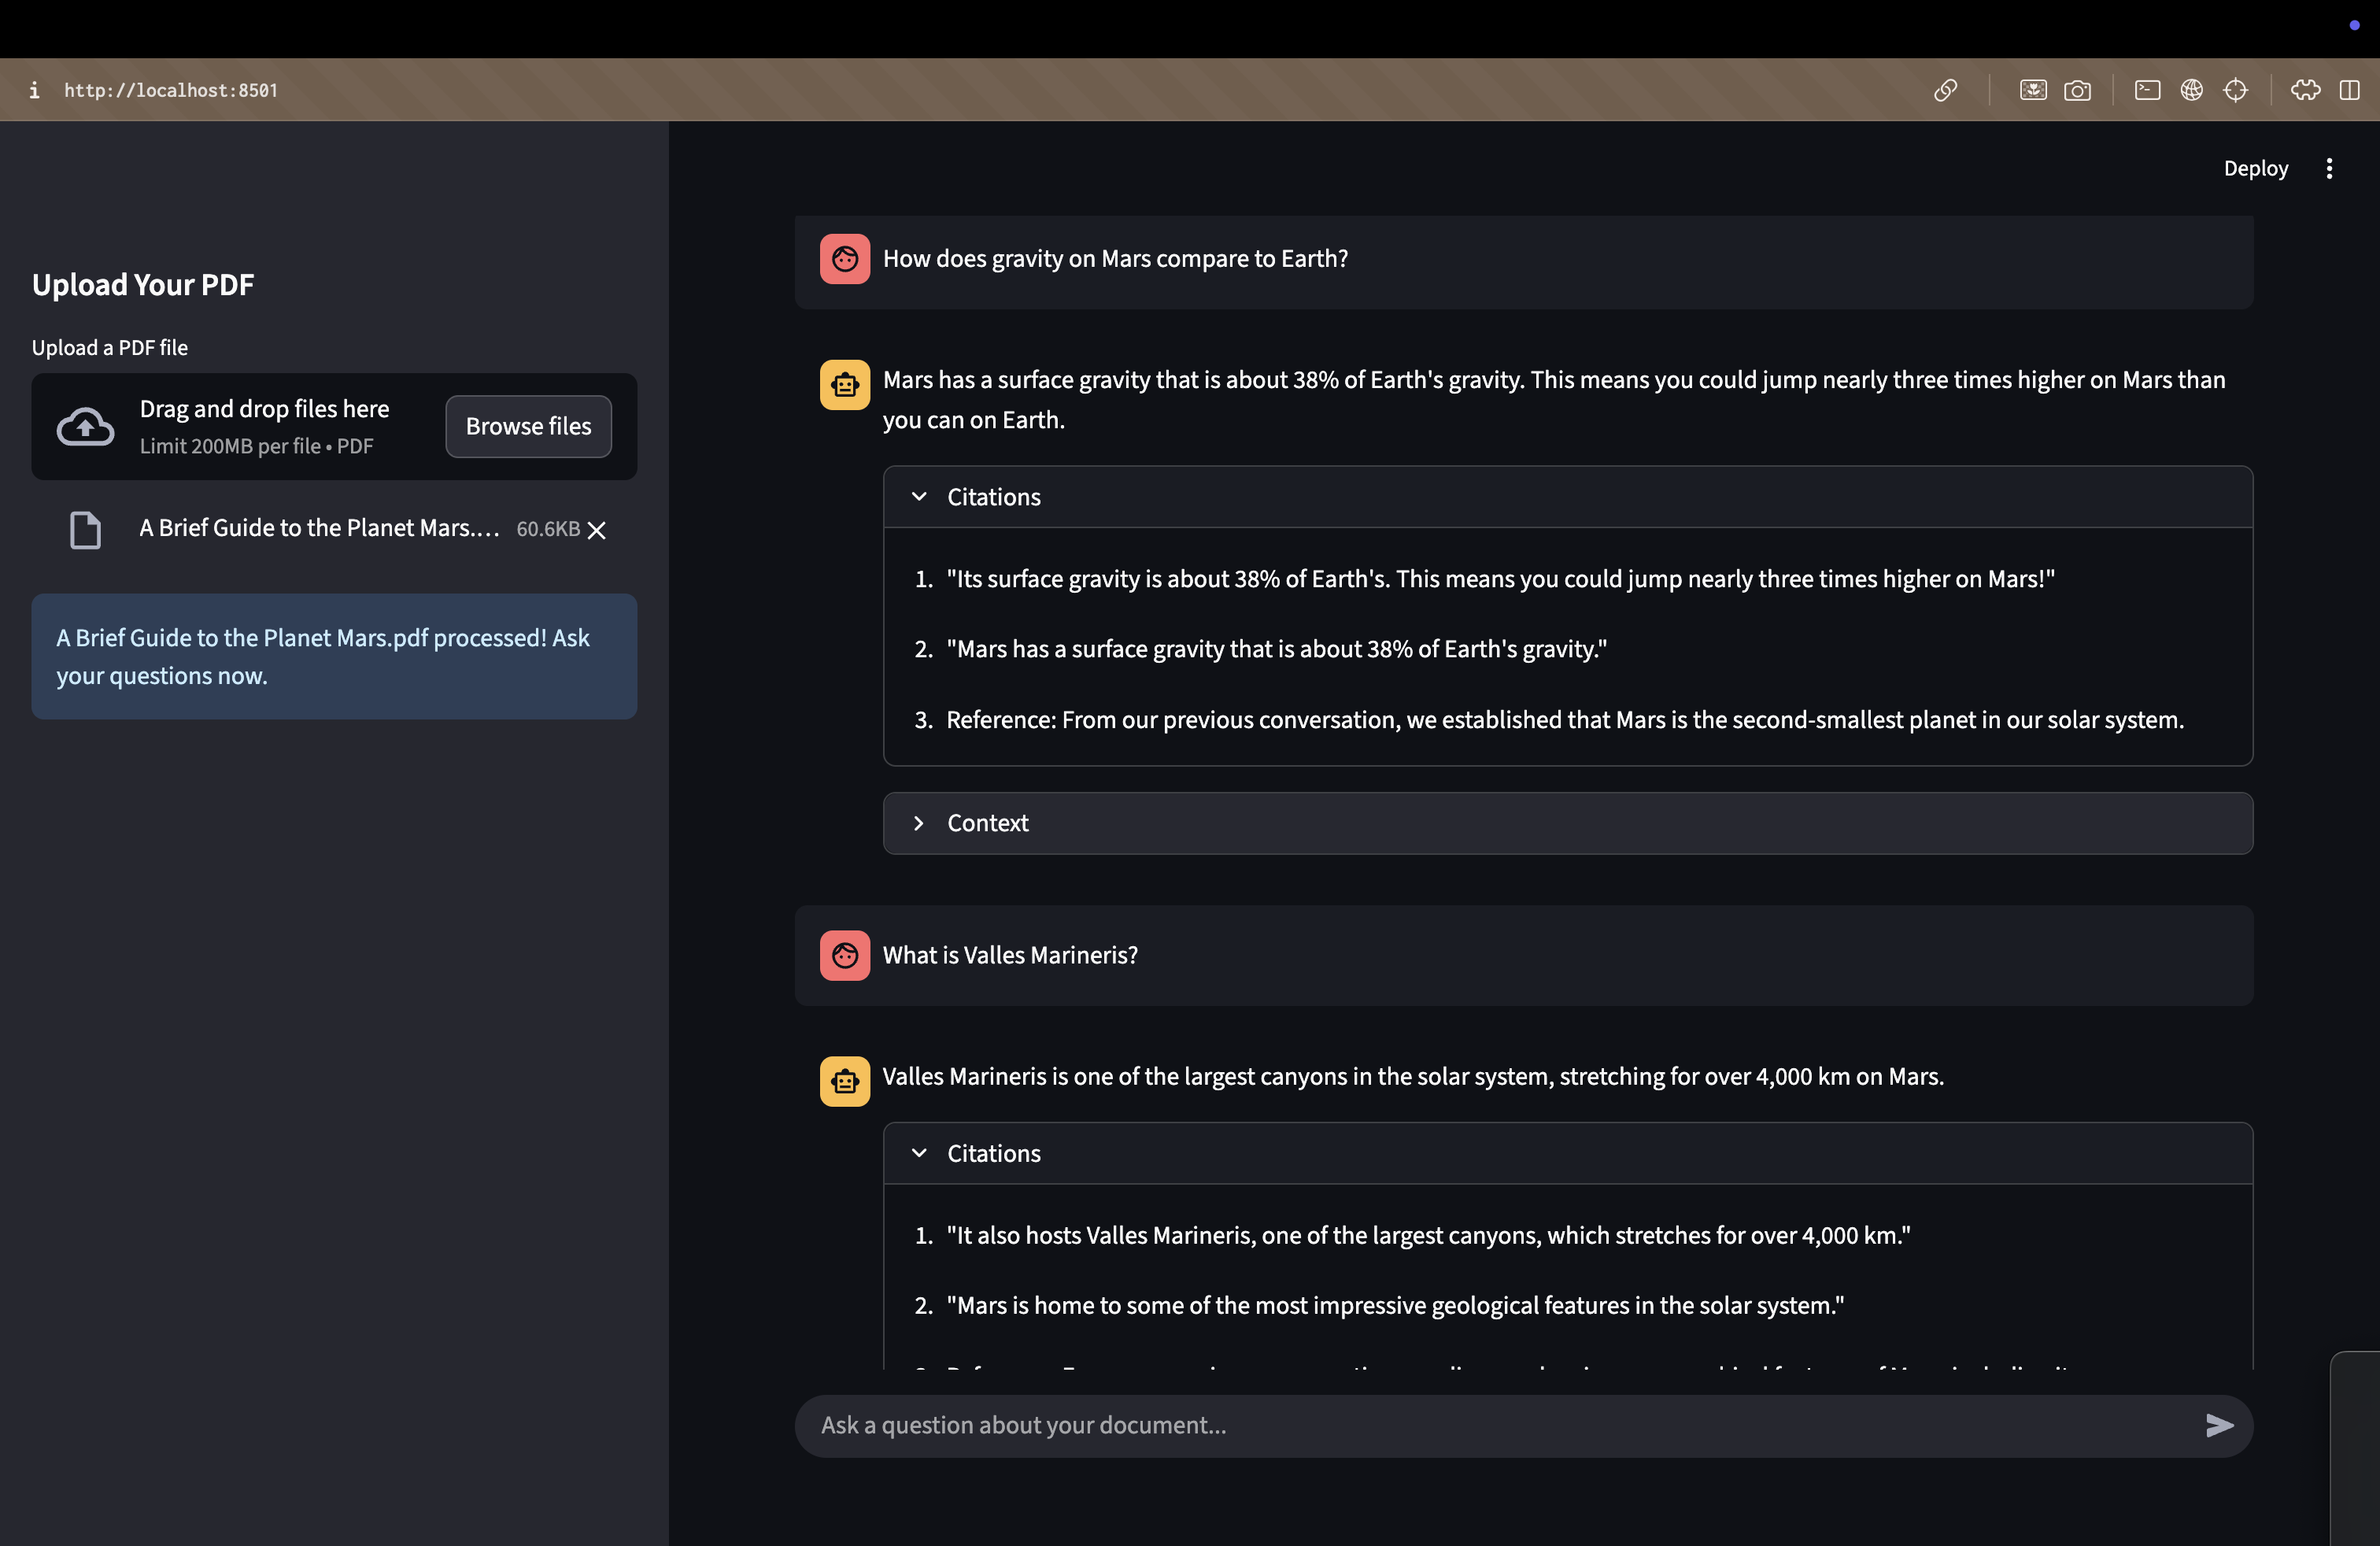 http://localhost:8501
Deploy
Upload Your PDF
Upload a PDF file
Drag and drop files here
Limit 200MB per file • PDF
Browse files
A Brief Guide to the Planet Mars.... 60.6KB
A Brief Guide to the Planet Mars.pdf processed! Ask
your questions now.
How does gravity on Mars compare to Earth?
Mars has a surface gravity that is about 38% of Earth's gravity. This means you could jump nearly three times higher on Mars than
you can on Earth.
Citations
1. "Its surface gravity is about 38% of Earth's. This means you could jump nearly three times higher on Mars!"
2. "Mars has a surface gravity that is about 38% of Earth's gravity."
3. Reference: From our previous conversation, we established that Mars is the second-smallest planet in our solar system.
Context
What is Valles Marineris?
Valles Marineris is one of the largest canyons in the solar system, stretching for over 4,000 km on Mars.
Citations
1. "It also hosts Valles Marineris, one of the largest canyons, which stretches for over 4,000 km."
2. "Mars is home to some of the most impressive geological features in the solar system."
Ask a question about your document...